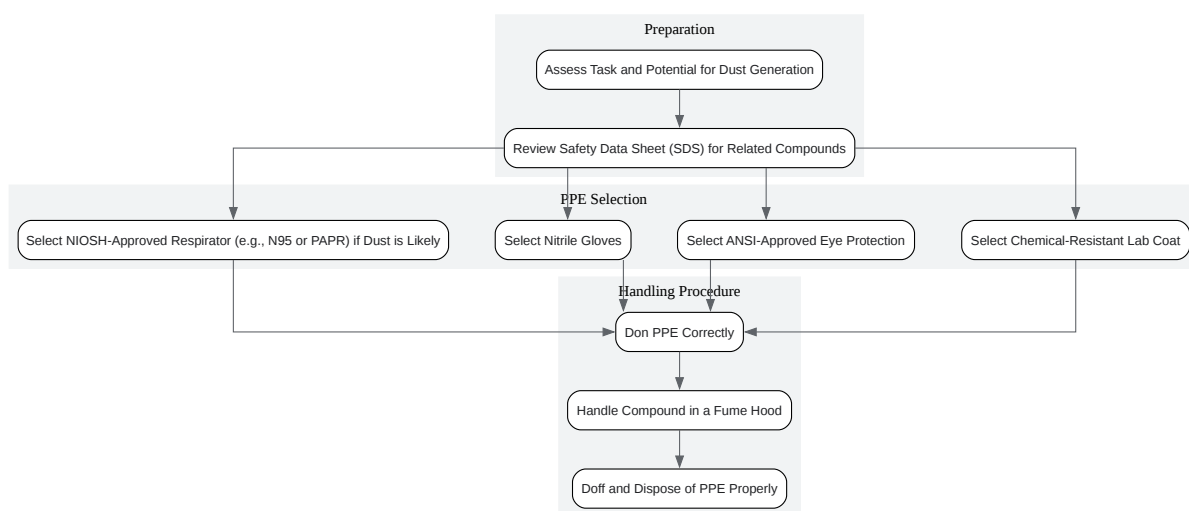 Preparation
Assess Task and Potential for Dust Generation
Review Safety Data Sheet (SDS) for Related Compounds
PPE Selection
Select NIOSH-Approved Respirator (e.g., N95 or PAPR) if Dust is Likely
Select Nitrile Gloves
Select ANSI-Approved Eye Protection
Select Chemical-Resistant Lab Coat
Handling Procedure
Don PPE Correctly
Handle Compound in a Fume Hood
Doff and Dispose of PPE Properly